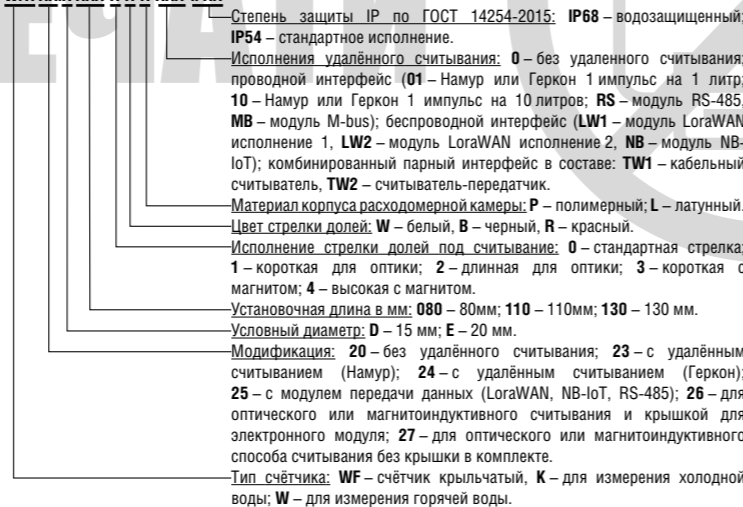 Степень защиты IP по ГОСТ 14254-2015: IP68 – водозащищенный;
IP54 – стандартное исполнение.
Исполнения удалённого считывания: 0 – без удаленного считывания;
проводной интерфейс (01 – Намур или Геркон 1 импульс на 1 литр;
10 – Намур или Геркон 1 импульс на 10 литров; RS – модуль RS-485,
MB – модуль M-bus); беспроводной интерфейс (LW1 – модуль LoraWAN
исполнение 1, LW2 – модуль LoraWAN исполнение 2, NB – модуль NB-
IoT); комбинированный парный интерфейс в составе: TW1 – кабельный
считыватель, TW2 – считыватель-передатчик.
Материал корпуса расходомерной камеры: P – полимерный; L – латунный.
Цвет стрелки долей: W – белый, B – черный, R – красный.
Исполнение стрелки долей под считывание: 0 – стандартная стрелка;
1 – короткая для оптики; 2 – длинная для оптики; 3 – короткая с
магнитом; 4 – высокая с магнитом.
Установочная длина в мм: 080 – 80мм; 110 – 110мм; 130 – 130 мм.
Условный диаметр: D – 15 мм; E – 20 мм.
Модификация: 20 – без удалённого считывания; 23 – с удалённым
считыванием (Намур); 24 – с удалённым считыванием (Геркон);
25 – с модулем передачи данных (LoraWAN, NB-IoT, RS-485); 26 – для
оптического или магнитоиндуктивного считывания и крышкой для
электронного модуля; 27 – для оптического или магнитоиндуктивного
способа считывания без крышки в комплекте.
Тип счётчика: WF – счётчик крыльчатый, K – для измерения холодной
воды; W – для измерения горячей воды.